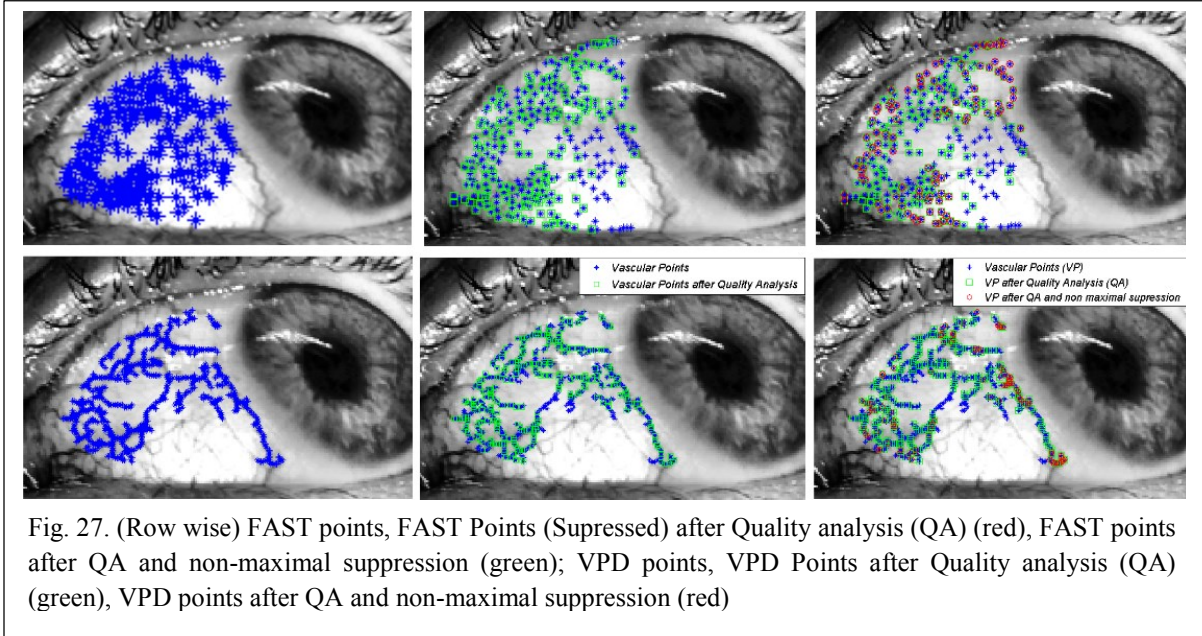 Vascular Points
Vascular Points after Quality Analysis
Vascular Points (VP)
VP after Quality Analysis (QA)
VP after QA and non maximal supression
Fig. 27. (Row wise) FAST points, FAST Points (Supressed) after Quality analysis (QA) (red), FAST points
after QA and non-maximal suppression (green); VPD points, VPD Points after Quality analysis (QA)
(green), VPD points after QA and non-maximal suppression (red)